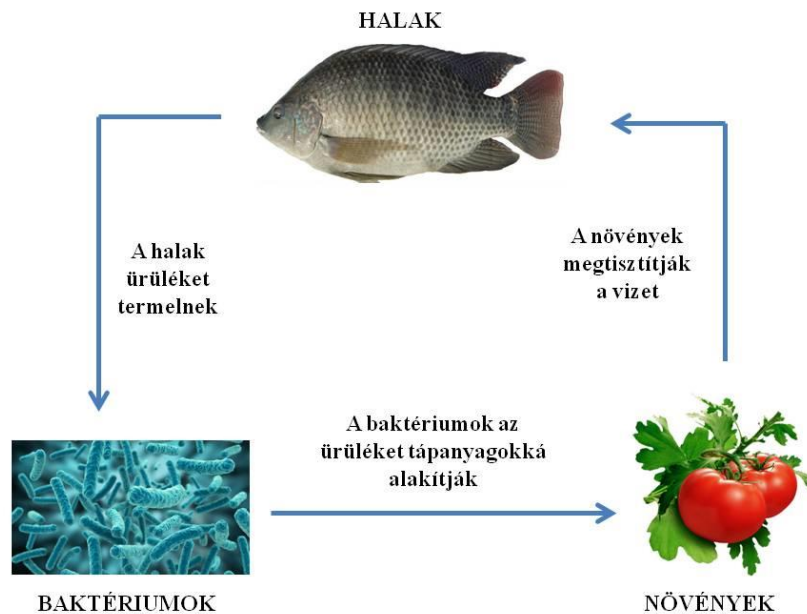 HALAK
A halak
ürüléket
termelnek
A növények
megtisztítják
a vizet
A baktériumok az
ürüléket tápanyagokká
alakítják
BAKTÉRIUMOK
NÖVÉNYEK